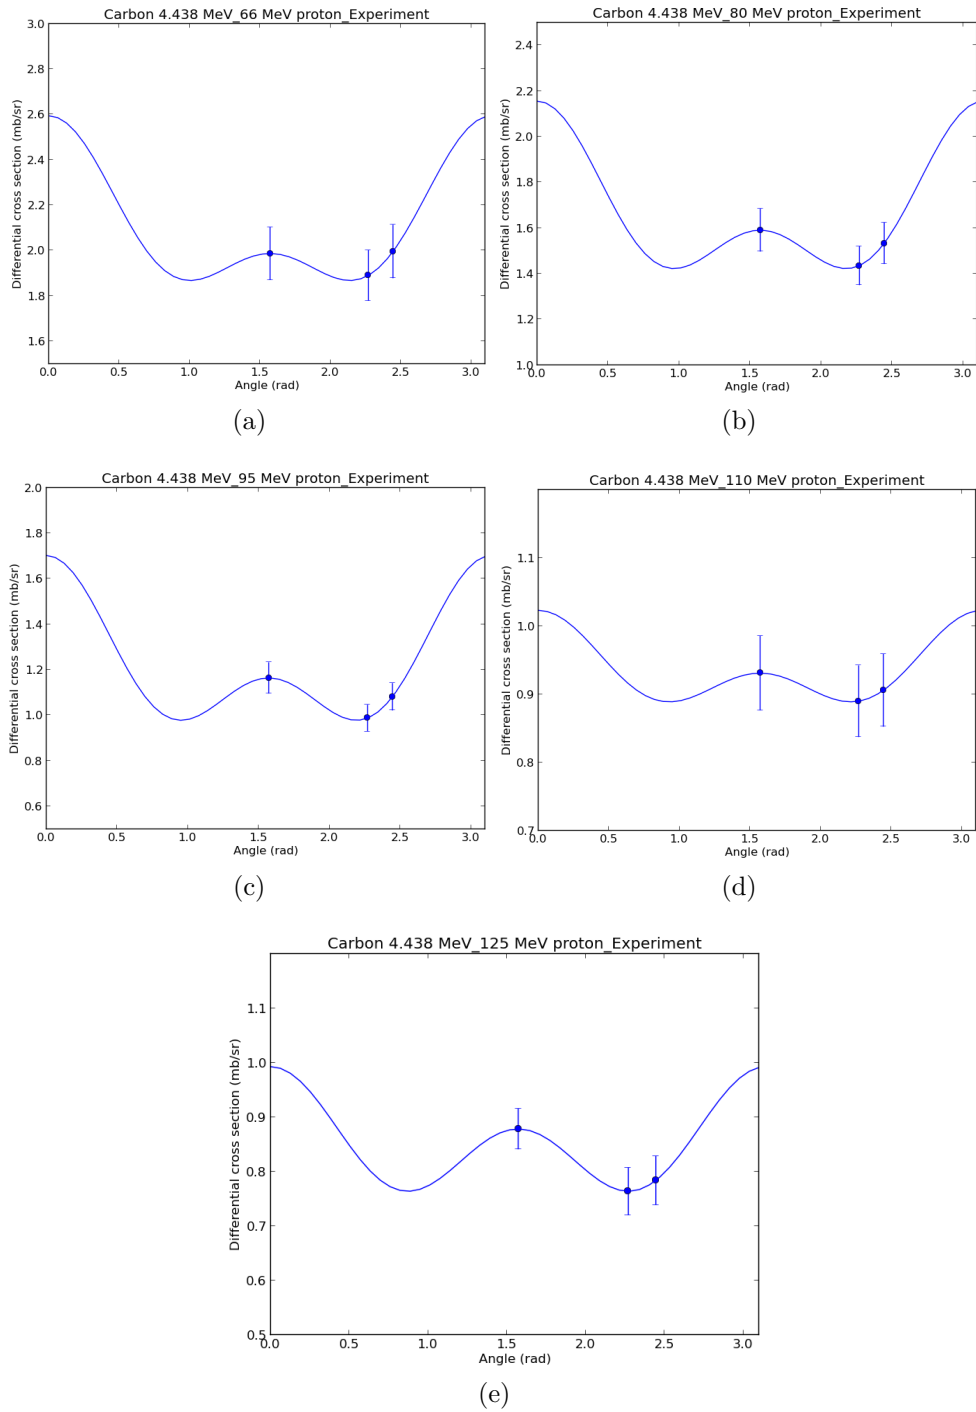 Carbon 4.438 MeV_66 MeV proton_Experiment
Differential cross section (mb/sr)
3.0
2.8
2.6
2.4
2.2
2.0
1.8
1.6
0.0 0.5 1.0 1.5 2.0 2.5 3.0
Angle (rad)
(a)
Carbon 4.438 MeV_80 MeV proton_Experiment
Differential cross section (mb/sr)
2.4
2.2
2.0
1.8
1.6
1.4
1.2
1.0
0.0 0.5 1.0 1.5 2.0 2.5 3.0
Angle (rad)
(b)
Carbon 4.438 MeV_95 MeV proton_Experiment
Differential cross section (mb/sr)
2.0
1.8
1.6
1.4
1.2
1.0
0.8
0.6
0.0 0.5 1.0 1.5 2.0 2.5 3.0
Angle (rad)
(c)
Carbon 4.438 MeV_110 MeV proton_Experiment
Differential cross section (mb/sr)
1.1
1.0
0.9
0.8
0.7
0.0 0.5 1.0 1.5 2.0 2.5 3.0
Angle (rad)
(d)
Carbon 4.438 MeV_125 MeV proton_Experiment
Differential cross section (mb/sr)
1.1
1.0
0.9
0.8
0.7
0.6
0.5
0.0 0.5 1.0 1.5 2.0 2.5 3.0
Angle (rad)
(e)